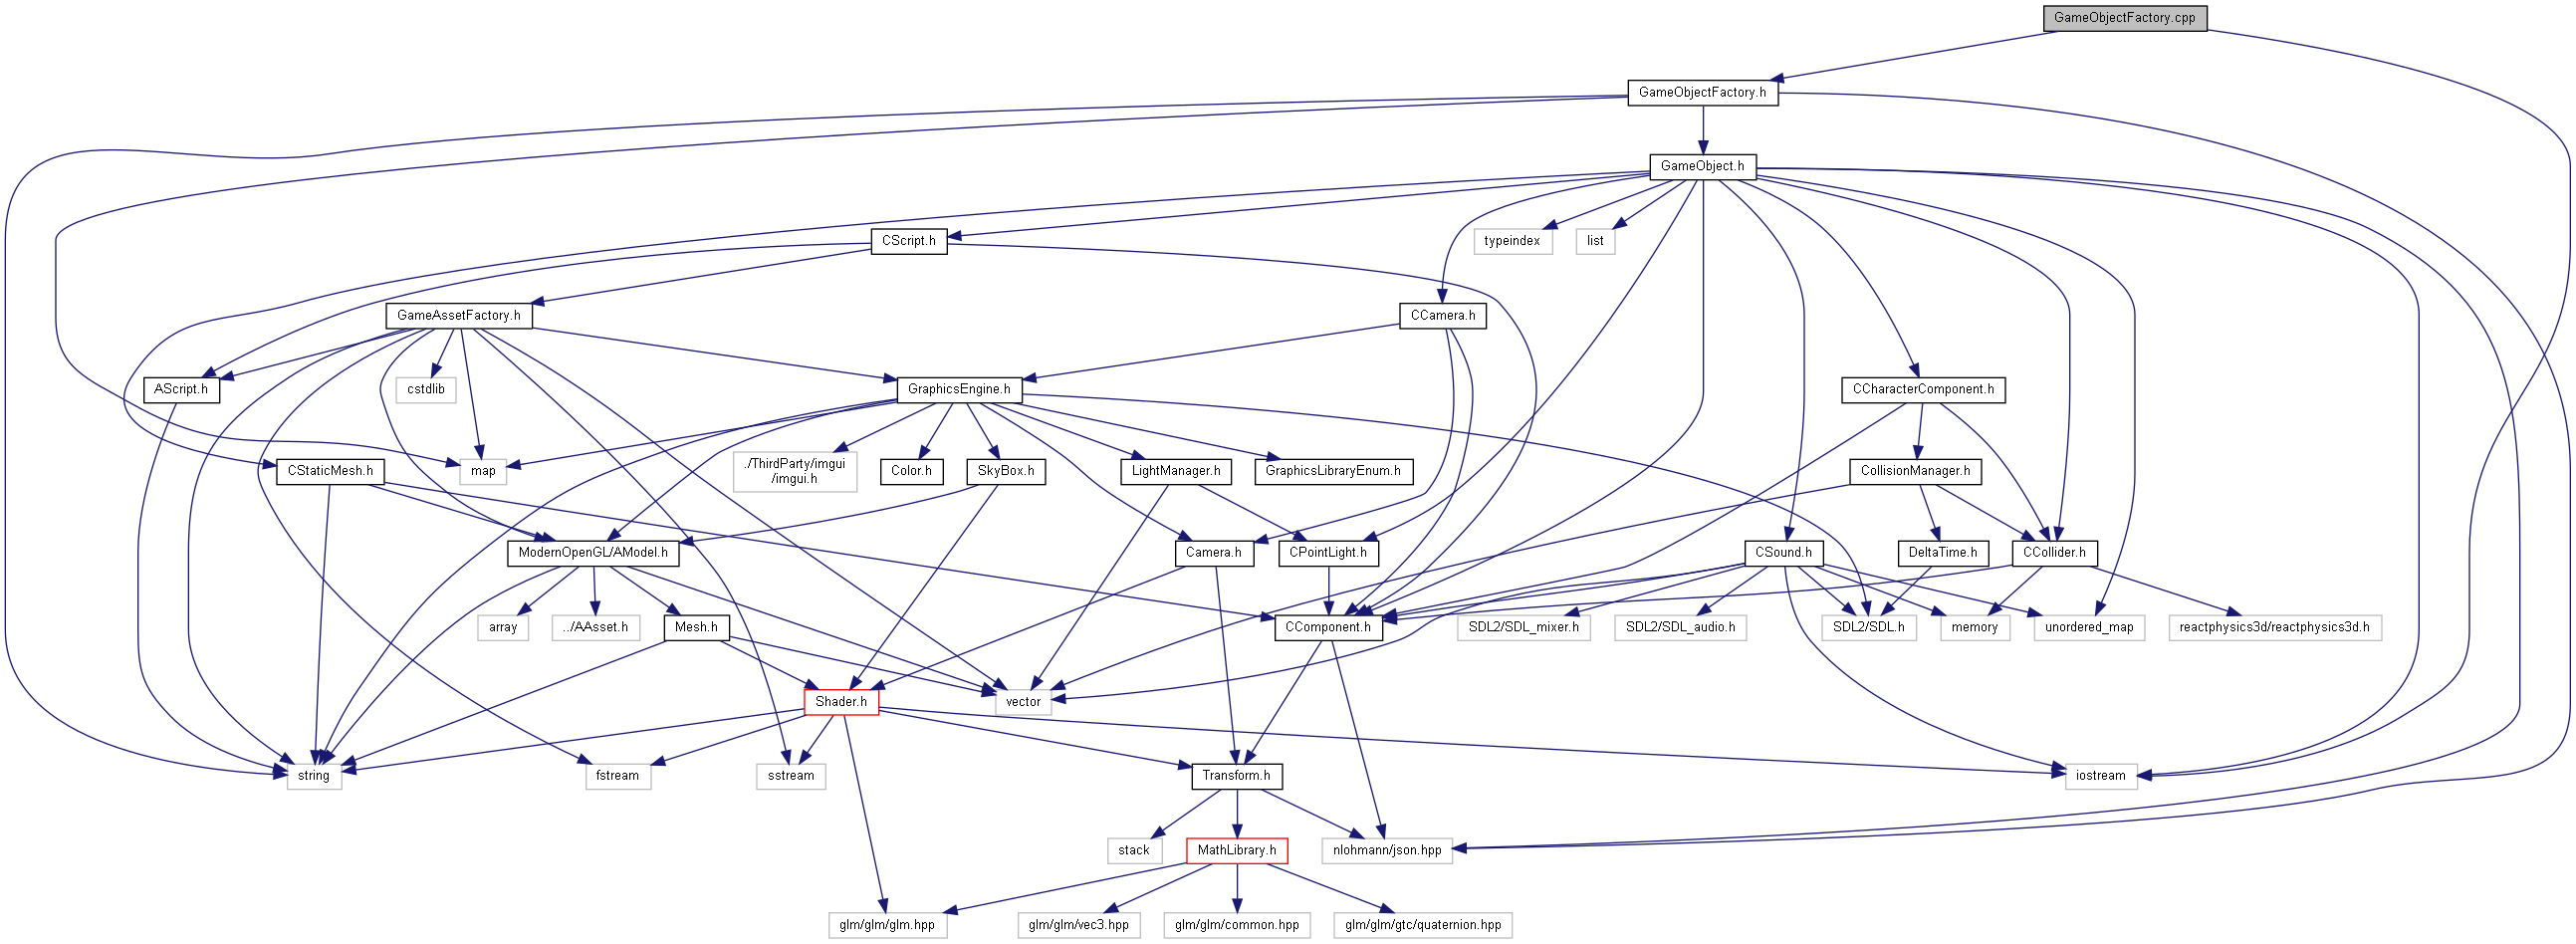 GameObjectFactory.cpp
GameObjectFactory.h
GameObject.h
CScript.h
typeindex
list
GameAssetFactory.h
CCamera.h
AScript.h
cstdlib
GraphicsEngine.h
CCharacterComponent.h
CStaticMesh.h
map
./ThirdParty/imgui
/imgui.h
Color.h
SkyBox.h
LightManager.h
GraphicsLibraryEnum.h
CollisionManager.h
ModernOpenGL/AModel.h
Camera.h
CPointLight.h
CSound.h
DeltaTime.h
CCollider.h
array
../AAsset.h
Mesh.h
CComponent.h
SDL2/SDL_mixer.h
SDL2/SDL_audio.h
SDL2/SDL.h
memory
unordered_map
reactphysics3d/reactphysics3d.h
Shader.h
vector
string
fstream
sstream
Transform.h
iostream
stack
MathLibrary.h
nlohmann/json.hpp
glm/glm/glm.hpp
glm/glm/vec3.hpp
glm/glm/common.hpp
glm/glm/gtc/quaternion.hpp